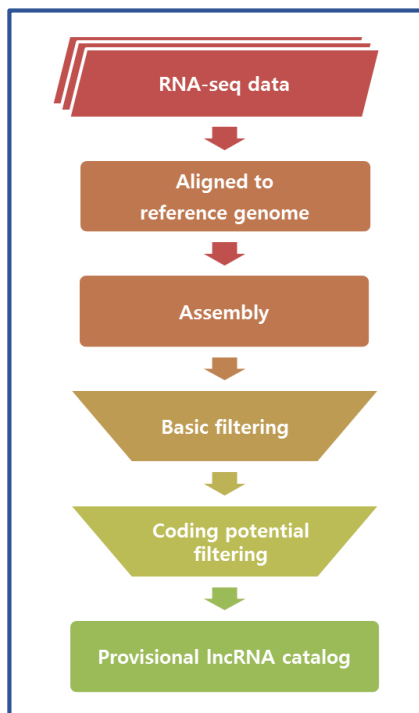 RNA-seq data
Aligned to
reference genome
Assembly
Basic filtering
Coding potential
filtering
Provisional lncRNA catalog